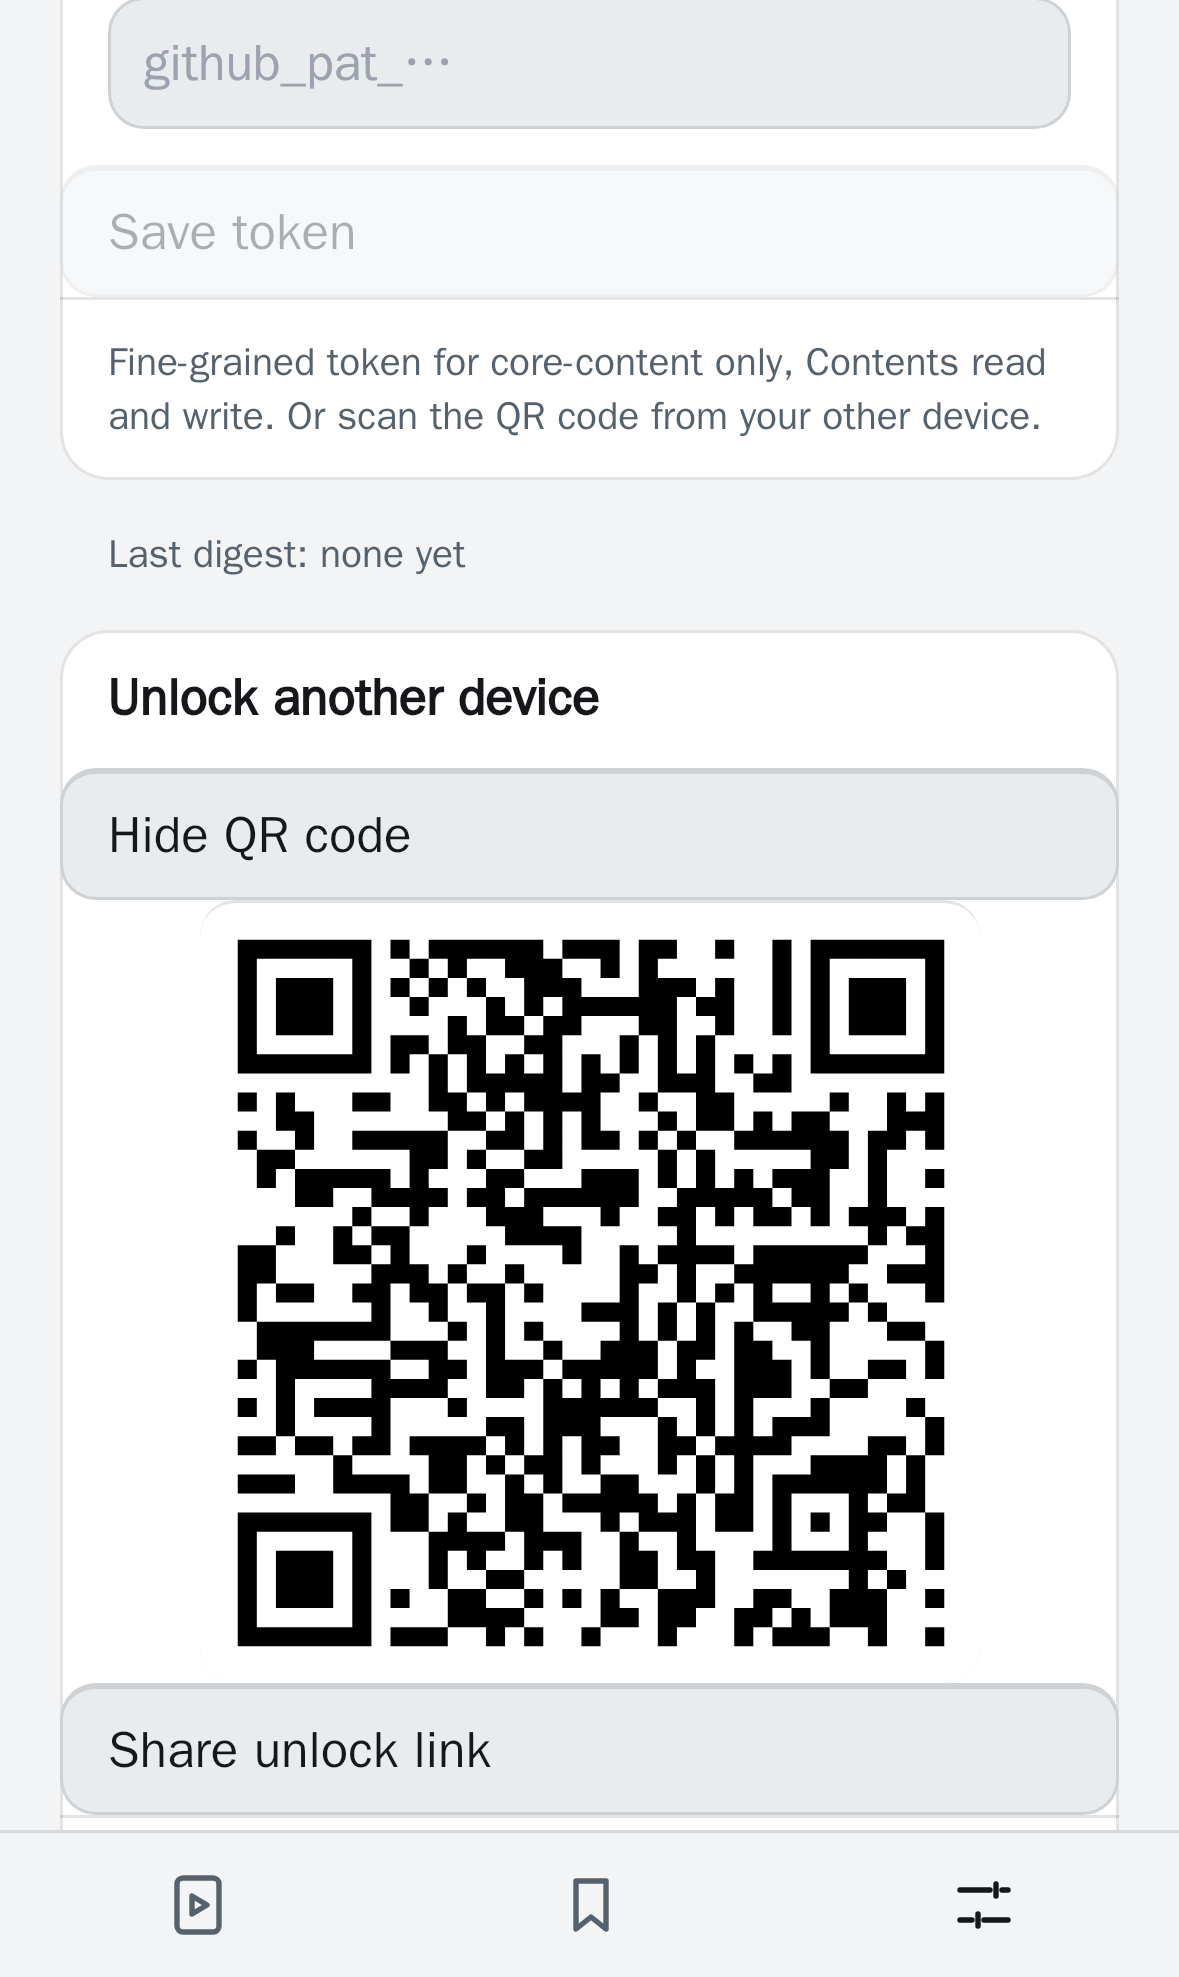 github_pat_…
Save token
Fine-grained token for core-content only, Contents read
and write. Or scan the QR code from your other device.
Last digest: none yet
Unlock another device
Hide QR code
Share unlock link